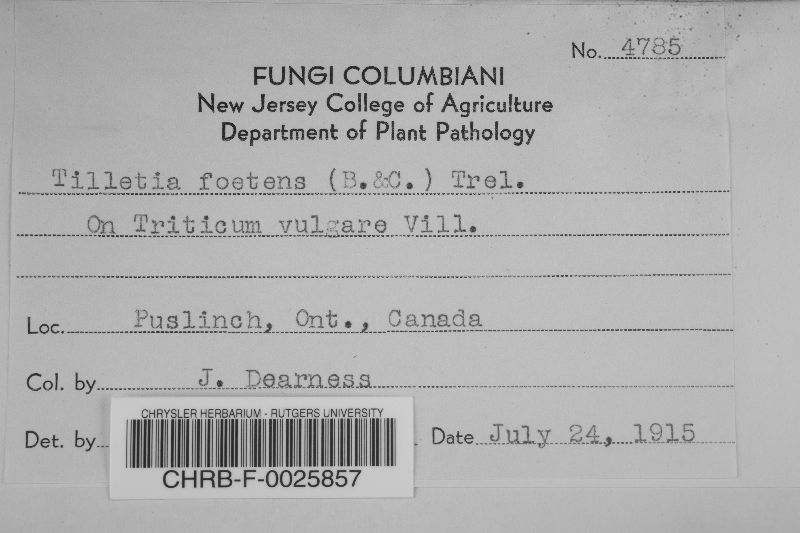 No. 4785
FUNGI COLUMBIANI
New Jersey College of Agriculture
Department of Plant Pathology
Tilletia foetens (B.&C.) Trel.
On Triticum vulgare Vill.
Loc. Puslinch, Ont., Canada
Col. by J. Dearness
Det. by
Date July 24, 1915
CHRYSLER HERBARIUM - RUTGERS UNIVERSITY
CHRB-F-0025857